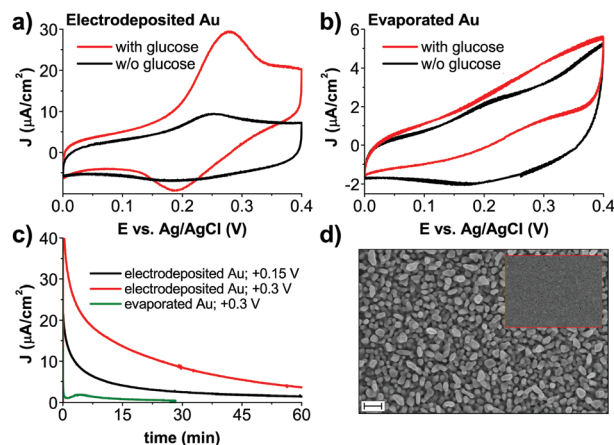 a) Electrodeposited Au
with glucose
w/o glucose
J (µA/cm²)
30
20
10
0
0.0 0.1 0.2 0.3 0.4
E vs. Ag/AgCl (V)
b) Evaporated Au
with glucose
w/o glucose
J (µA/cm²)
6
4
2
0
-2
0.0 0.1 0.2 0.3 0.4
E vs. Ag/AgCl (V)
c)
electrodeposited Au; +0.15 V
electrodeposited Au; +0.3 V
evaporated Au; +0.3 V
J (µA/cm²)
40
30
20
10
0
0 15 30 45 60
time (min)
d)